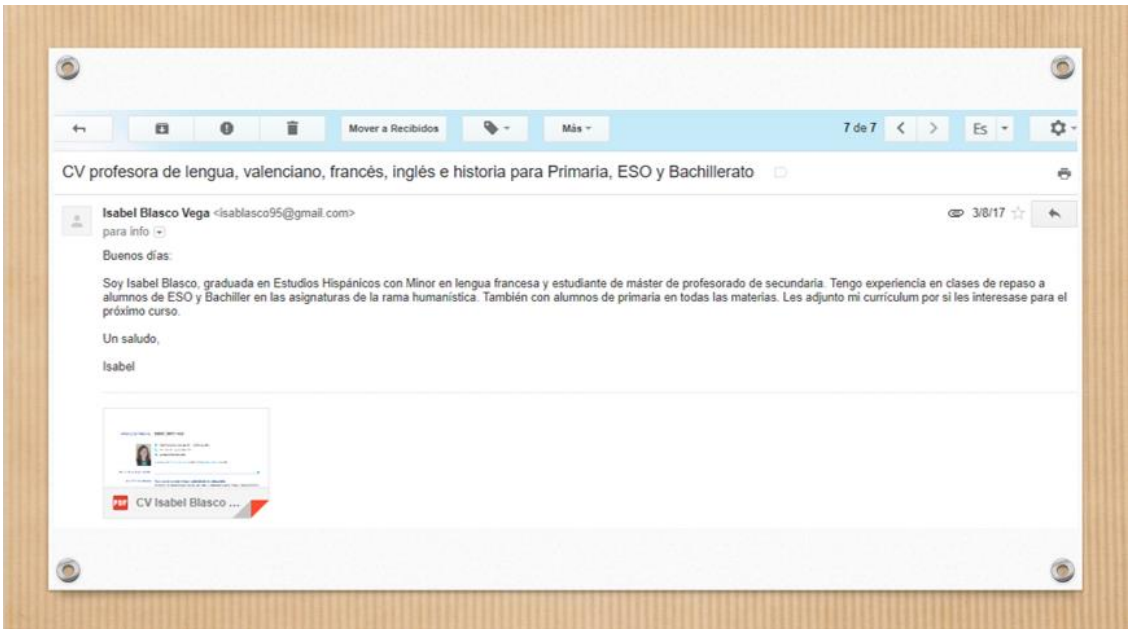 Mover a Recibidos
Más
7 de 7
Es
CV profesora de lengua, valenciano, francés, inglés e historia para Primaria, ESO y Bachillerato
Isabel Blasco Vega <isablasco95@gmail.com>
3/8/17
para info
Buenos días:
Soy Isabel Blasco, graduada en Estudios Hispánicos con Minor en lengua francesa y estudiante de máster de profesorado de secundaria. Tengo experiencia en clases de repaso a
alumnos de ESO y Bachiller en las asignaturas de la rama humanística. También con alumnos de primaria en todas las materias. Les adjunto mi currículum por si les interesase para el
próximo curso.
Un saludo,
Isabel
PDF
CV Isabel Blasco ...